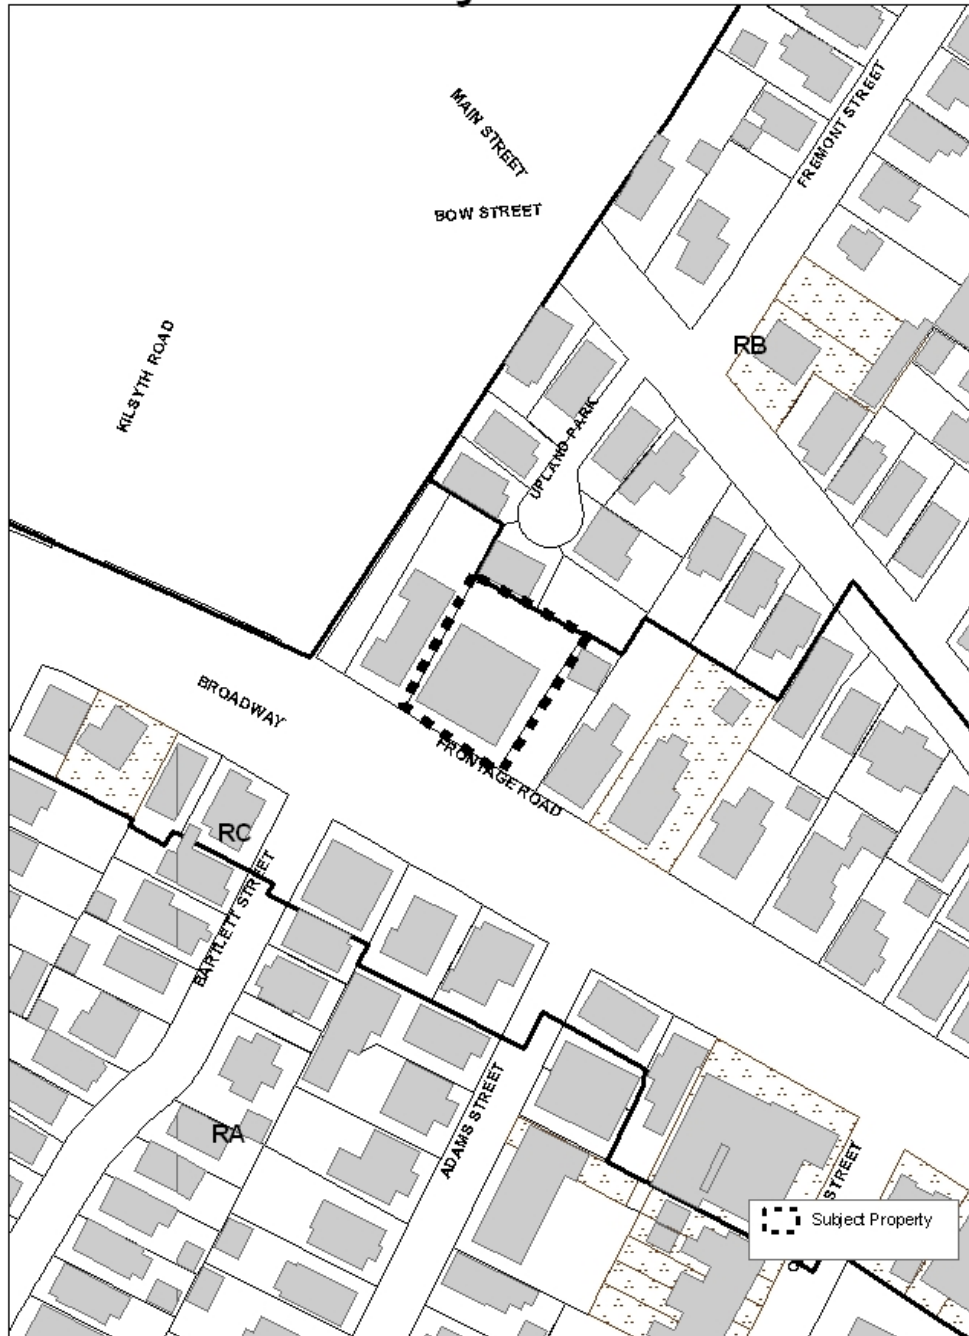 MAIN STREET
FREMONT STREET
BOW STREET
KILSYTH ROAD
RB
UPLAND PARK
BROADWAY
FRONTAGE ROAD
RC
BARTLETT STREET
RA
ADAMS STREET
STREET
Subject Property